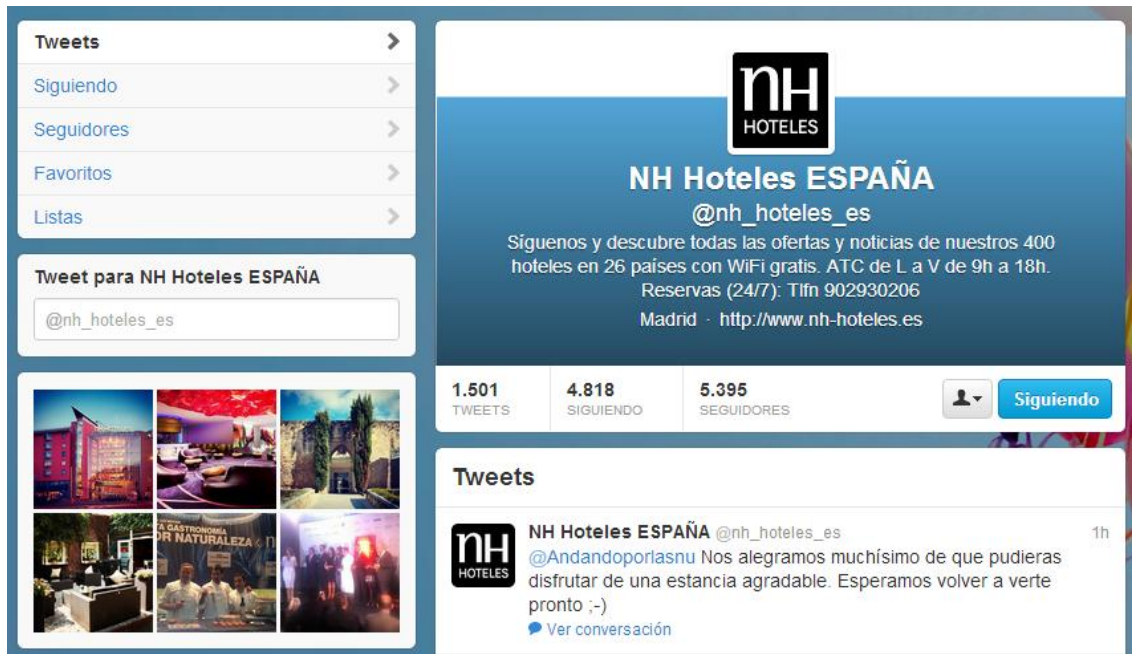 Tweets
Siguiendo
Seguidores
Favoritos
Listas
Tweet para NH Hoteles ESPAÑA
@nh_hoteles_es
GASTRONOMÍA
OR NATURALEZA
nH
HOTELES
NH Hoteles ESPAÑA
@nh_hoteles_es
Síguenos y descubre todas las ofertas y noticias de nuestros 400
hoteles en 26 países con WiFi gratis. ATC de L a V de 9h a 18h.
Reservas (24/7): Tlfn 902930206
Madrid · http://www.nh-hoteles.es
1.501 4.818 5.395
TWEETS SIGUIENDO SEGUIDORES
Siguiendo
Tweets
nH
HOTELES
NH Hoteles ESPAÑA @nh_hoteles_es 1h
@Andandoporlasnu Nos alegramos muchísimo de que pudieras
disfrutar de una estancia agradable. Esperamos volver a verte
pronto ;-)
Ver conversación